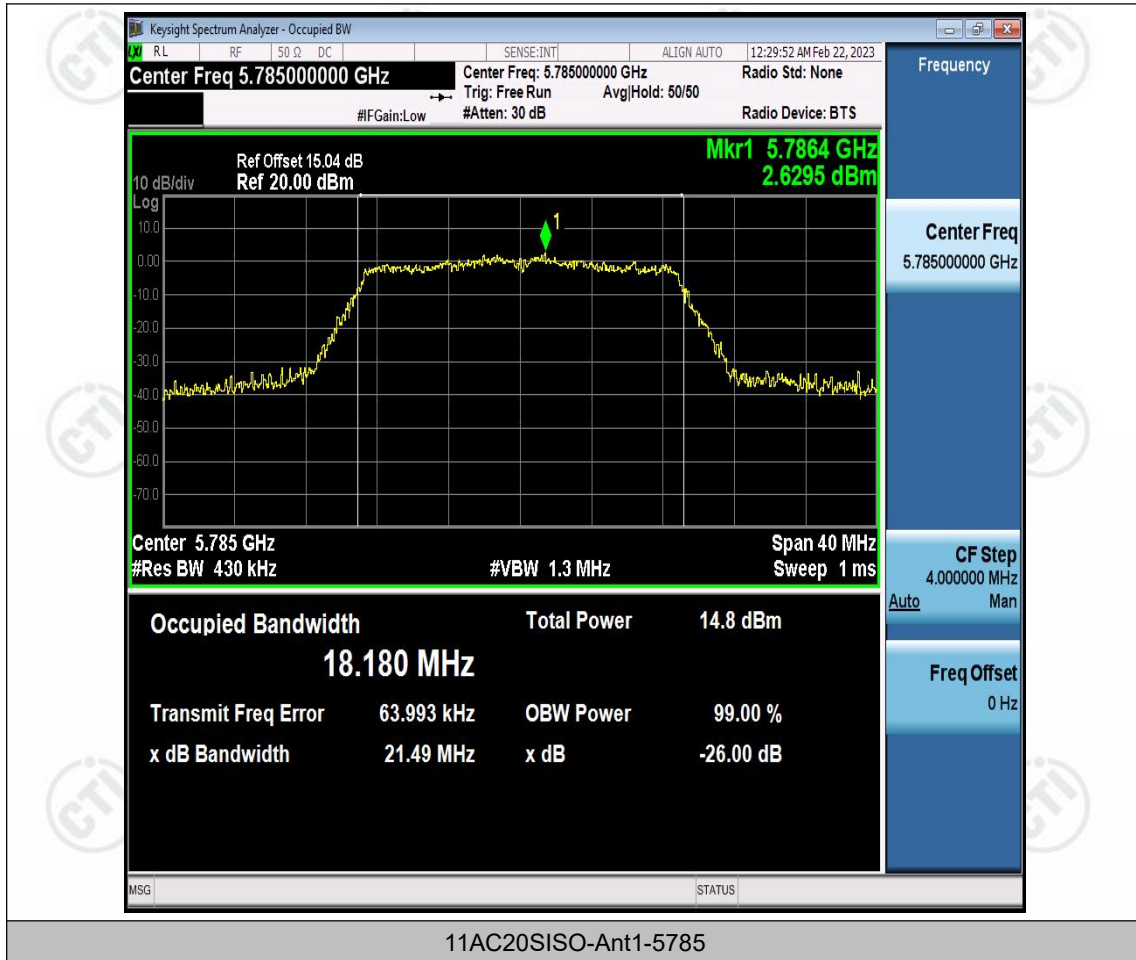 Keysight Spectrum Analyzer - Occupied BW
LXI RL RF 50 Ω DC SENSE:INT ALIGN AUTO 12:29:52 AM Feb 22, 2023
Center Freq 5.785000000 GHz
Center Freq: 5.785000000 GHz
Radio Std: None
Trig: Free Run Avg|Hold: 50/50
#IFGain:Low #Atten: 30 dB Radio Device: BTS
Frequency
Mkr1 5.7864 GHz
2.6295 dBm
Ref Offset 15.04 dB
10 dB/div Ref 20.00 dBm
Log
10.0
0.00
-10.0
-20.0
-30.0
-40.0
-50.0
-60.0
-70.0
1
Center 5.785 GHz Span 40 MHz
#Res BW 430 kHz #VBW 1.3 MHz Sweep 1 ms
Center Freq
5.785000000 GHz
CF Step
4.000000 MHz
Auto Man
Freq Offset
0 Hz
Occupied Bandwidth Total Power 14.8 dBm
18.180 MHz
Transmit Freq Error 63.993 kHz OBW Power 99.00 %
x dB Bandwidth 21.49 MHz x dB -26.00 dB
MSG STATUS
11AC20SISO-Ant1-5785
CTI
CTI
CTI
CTI
CTI
CTI